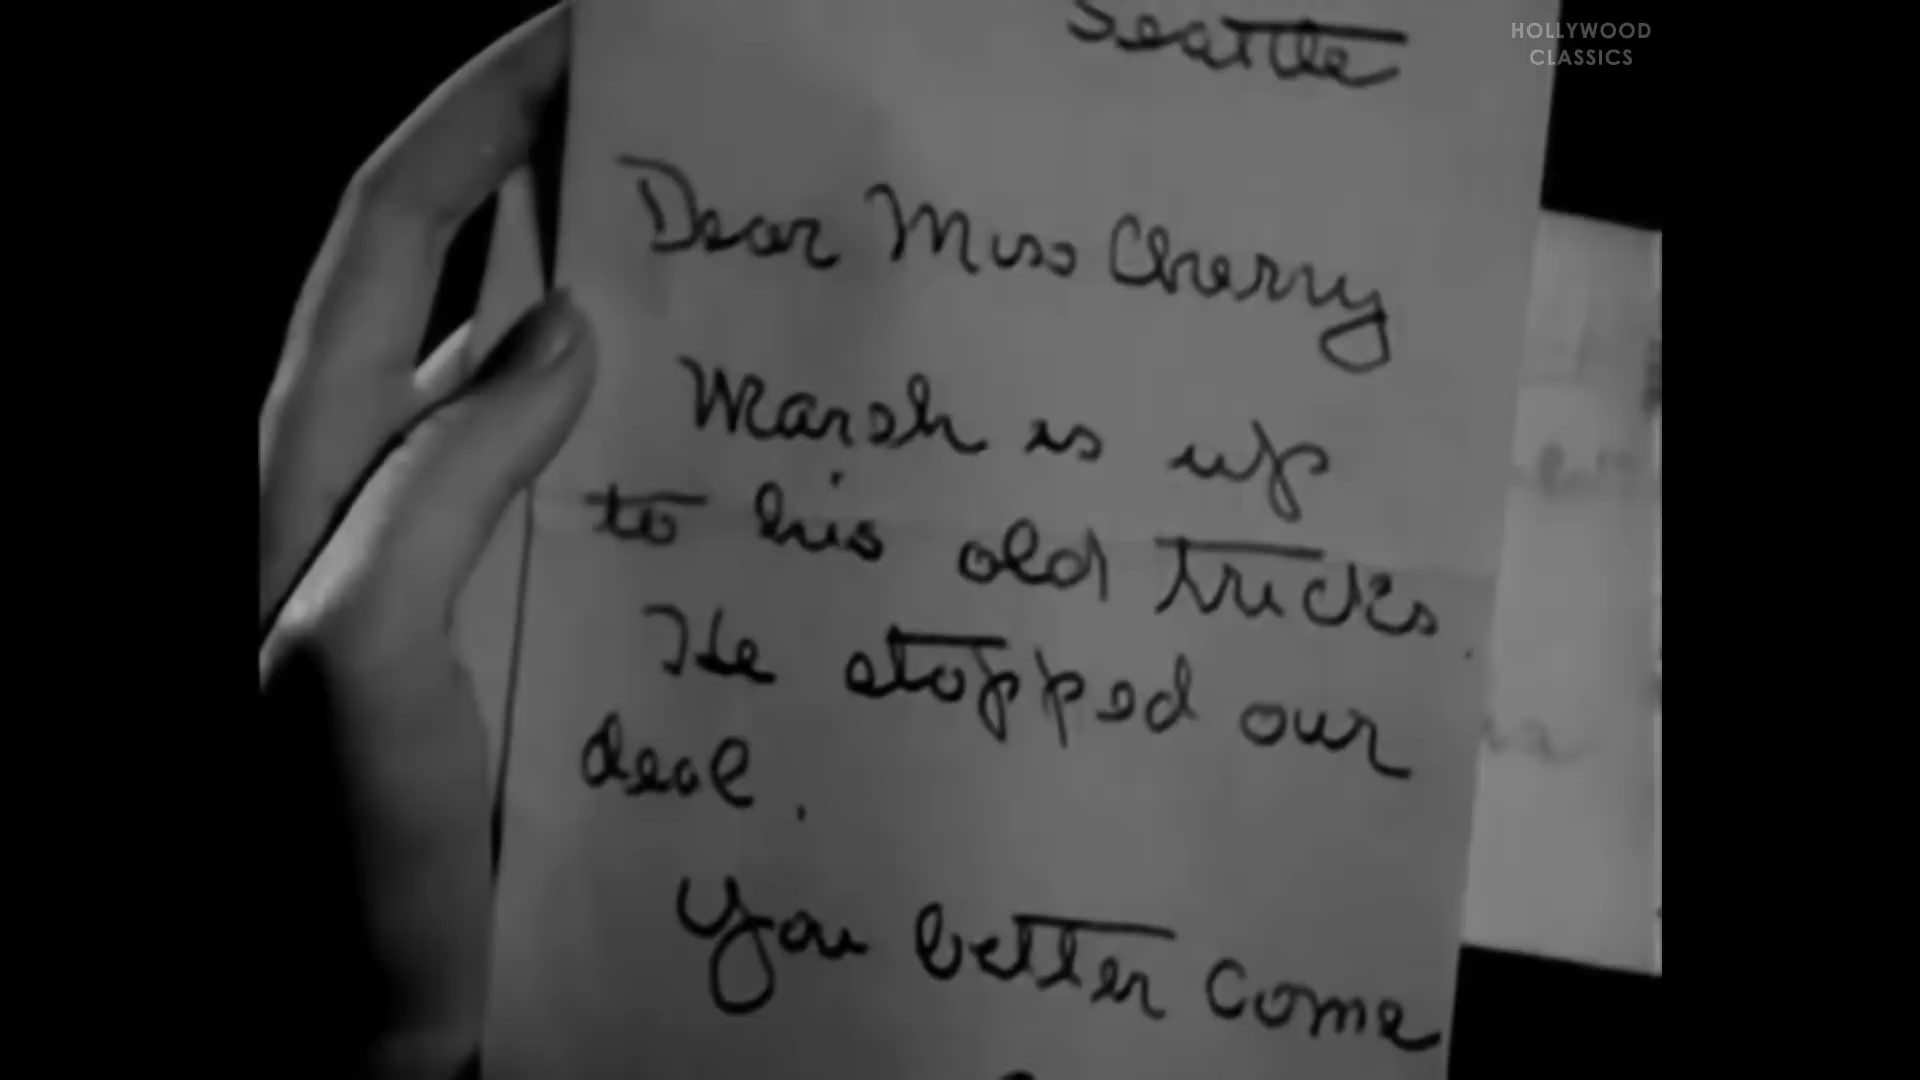 HOLLYWOOD
CLASSICS
Seattle
Dear Miss Cherry
Marsh is up
to his old tricks.
He stopped our
deal.
You better come